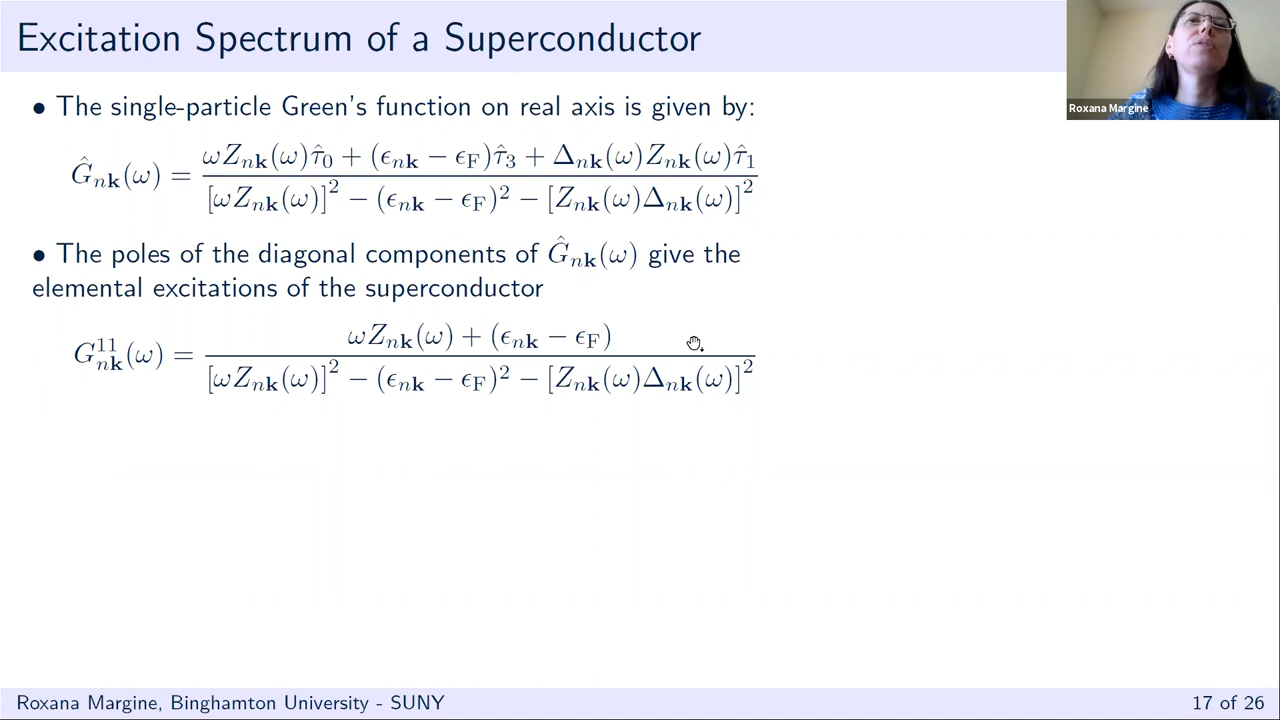 Excitation Spectrum of a Superconductor
Roxana Margine
• The single-particle Green's function on real axis is given by:
Ĝ_{n𝐤}(ω) = \frac{ωZ_{n𝐤}(ω)τ̂_0 + (ϵ_{n𝐤} − ϵ_F)τ̂_3 + Δ_{n𝐤}(ω)Z_{n𝐤}(ω)τ̂_1}{[ωZ_{n𝐤}(ω)]^2 − (ϵ_{n𝐤} − ϵ_F)^2 − [Z_{n𝐤}(ω)Δ_{n𝐤}(ω)]^2}
• The poles of the diagonal components of Ĝ_{n𝐤}(ω) give the
elemental excitations of the superconductor
G^{11}_{n𝐤}(ω) = \frac{ωZ_{n𝐤}(ω) + (ϵ_{n𝐤} − ϵ_F)}{[ωZ_{n𝐤}(ω)]^2 − (ϵ_{n𝐤} − ϵ_F)^2 − [Z_{n𝐤}(ω)Δ_{n𝐤}(ω)]^2}
Roxana Margine, Binghamton University - SUNY
17 of 26